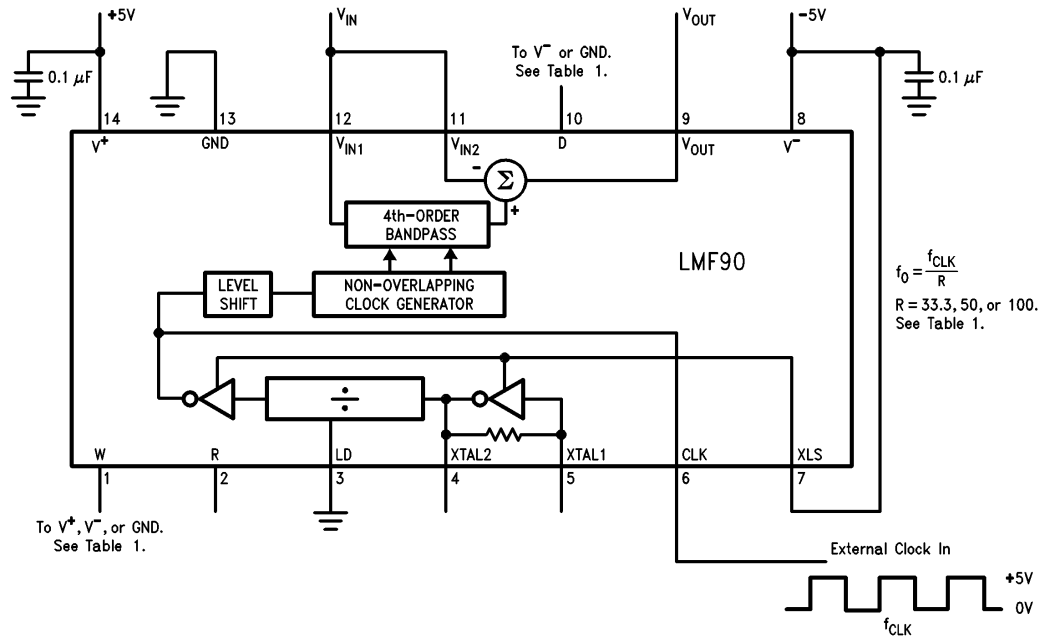 +5V
V_IN
V_OUT
-5V
0.1 μF
To V⁻ or GND.
See Table 1.
0.1 μF
14
13
12
11
10
9
8
V⁺
GND
V_IN1
V_IN2
D
V_OUT
V⁻
-
Σ
+
4th-ORDER
BANDPASS
LMF90
LEVEL
SHIFT
NON-OVERLAPPING
CLOCK GENERATOR
f_O = f_CLK / R
R = 33.3, 50, or 100.
See Table 1.
÷
W
R
LD
XTAL2
XTAL1
CLK
XLS
1
2
3
4
5
6
7
To V⁺, V⁻, or GND.
See Table 1.
External Clock In
+5V
0V
f_CLK